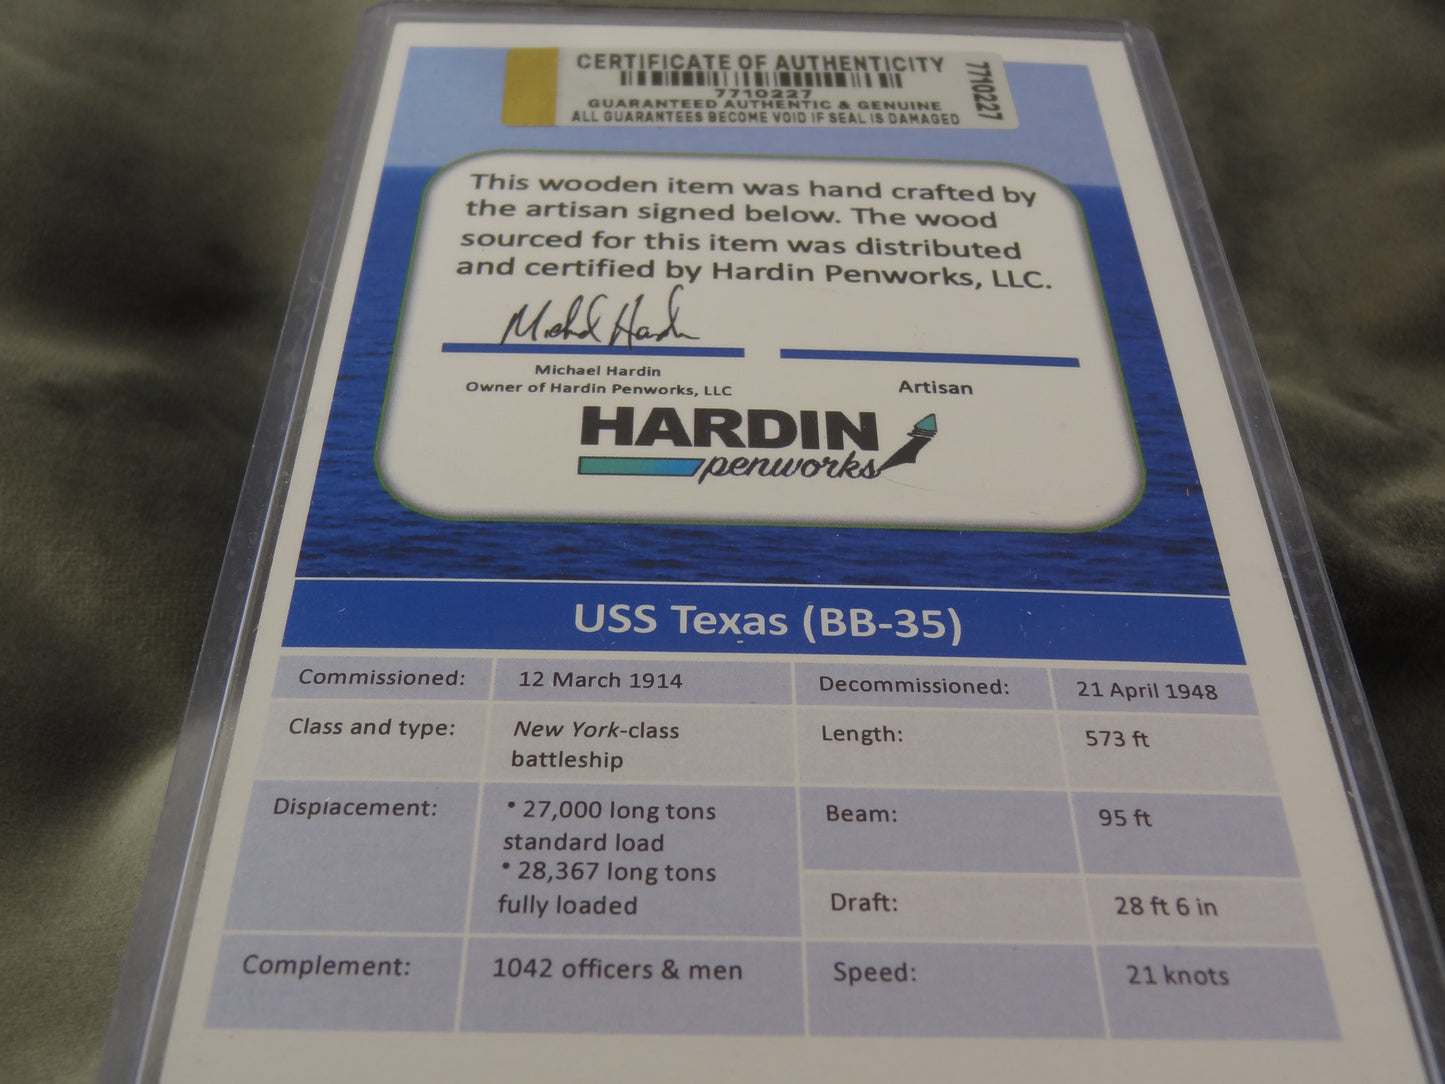 CERTIFICATE OF AUTHENTICITY
7710227
7710227
GUARANTEED AUTHENTIC & GENUINE
ALL GUARANTEES BECOME VOID IF SEAL IS DAMAGED
This wooden item was hand crafted by
the artisan signed below. The wood
sourced for this item was distributed
and certified by Hardin Penworks, LLC.
Michael Hardin
Michael Hardin
Owner of Hardin Penworks, LLC
Artisan
HARDIN
penworks
USS Texas (BB-35)
Commissioned: 12 March 1914 Decommissioned: 21 April 1948
Class and type: New York-class
battleship
Length: 573 ft
Displacement: • 27,000 long tons
standard load
• 28,367 long tons
fully loaded
Beam: 95 ft
Draft: 28 ft 6 in
Complement: 1042 officers & men Speed: 21 knots